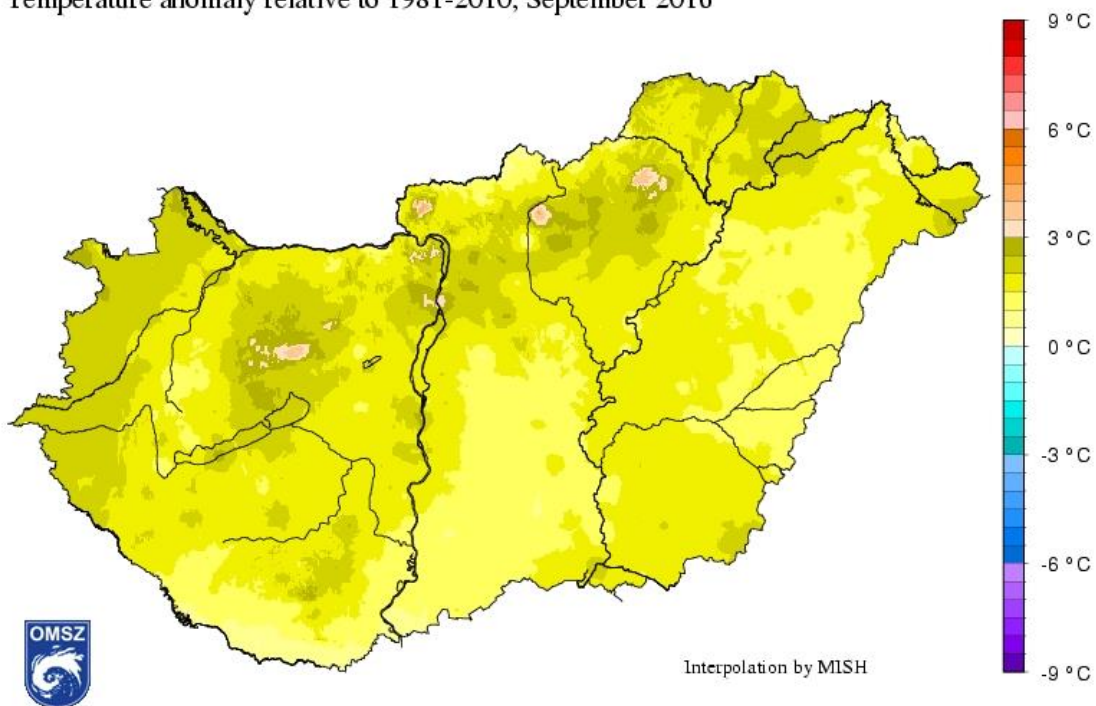 Temperature anomaly relative to 1981-2010, September 2016
9 °C
6 °C
3 °C
0 °C
-3 °C
-6 °C
-9 °C
OMSZ
Interpolation by MISH